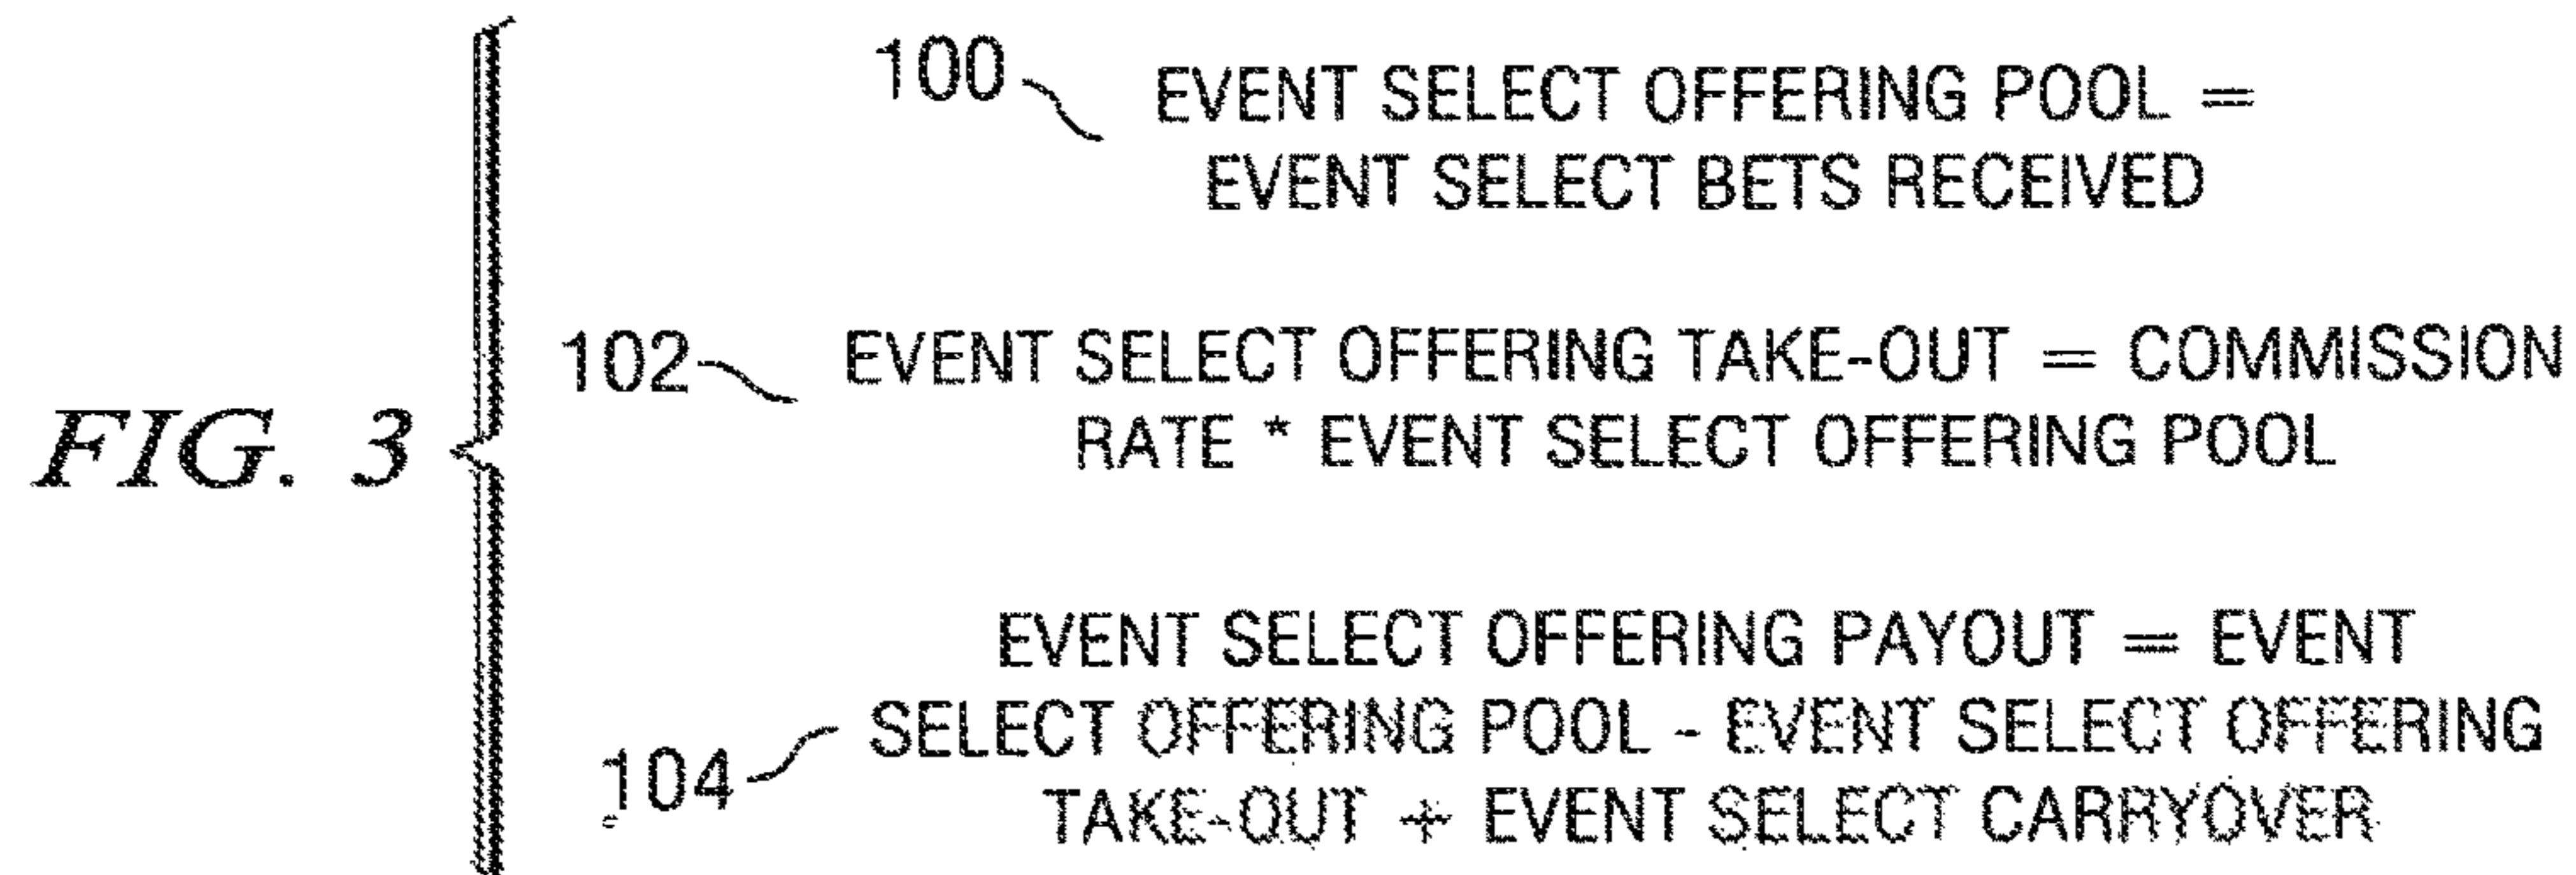 100 EVENT SELECT OFFERING POOL =
EVENT SELECT BETS RECEIVED
102 EVENT SELECT OFFERING TAKE-OUT = COMMISSION
RATE * EVENT SELECT OFFERING POOL
FIG. 3
EVENT SELECT OFFERING PAYOUT = EVENT
104 SELECT OFFERING POOL - EVENT SELECT OFFERING
TAKE-OUT + EVENT SELECT CARRYOVER